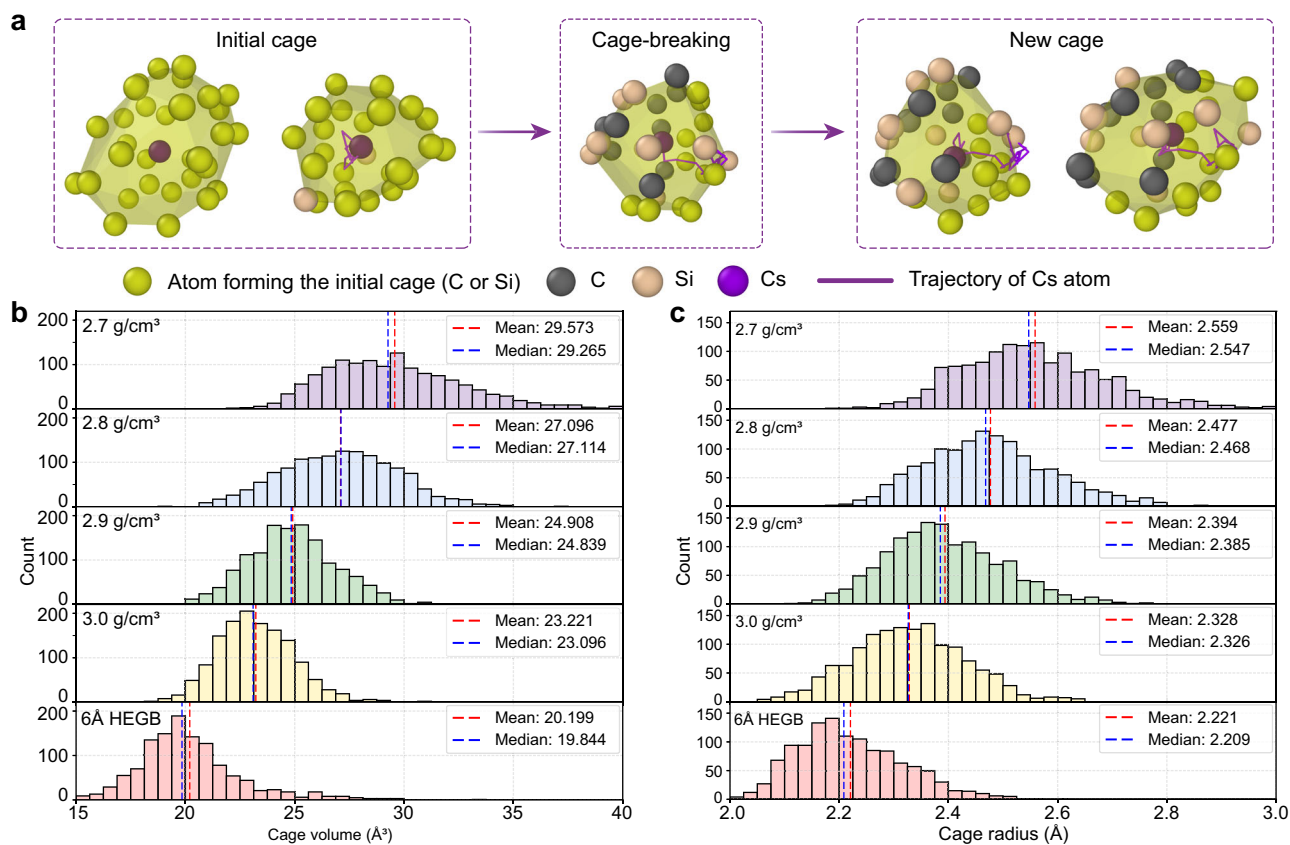 a
Initial cage
Cage-breaking
New cage
Atom forming the initial cage (C or Si)
C
Si
Cs
Trajectory of Cs atom
b
200
100
0
2.7 g/cm³
Mean: 29.573
Median: 29.265
200
100
0
2.8 g/cm³
Mean: 27.096
Median: 27.114
200
100
0
2.9 g/cm³
Mean: 24.908
Median: 24.839
200
100
0
3.0 g/cm³
Mean: 23.221
Median: 23.096
200
100
0
6Å HEGB
Mean: 20.199
Median: 19.844
Count
15
20
25
30
35
40
Cage volume (Å³)
c
150
100
50
0
2.7 g/cm³
Mean: 2.559
Median: 2.547
150
100
50
0
2.8 g/cm³
Mean: 2.477
Median: 2.468
150
100
50
0
2.9 g/cm³
Mean: 2.394
Median: 2.385
150
100
50
0
3.0 g/cm³
Mean: 2.328
Median: 2.326
150
100
50
0
6Å HEGB
Mean: 2.221
Median: 2.209
Count
2.0
2.2
2.4
2.6
2.8
3.0
Cage radius (Å)